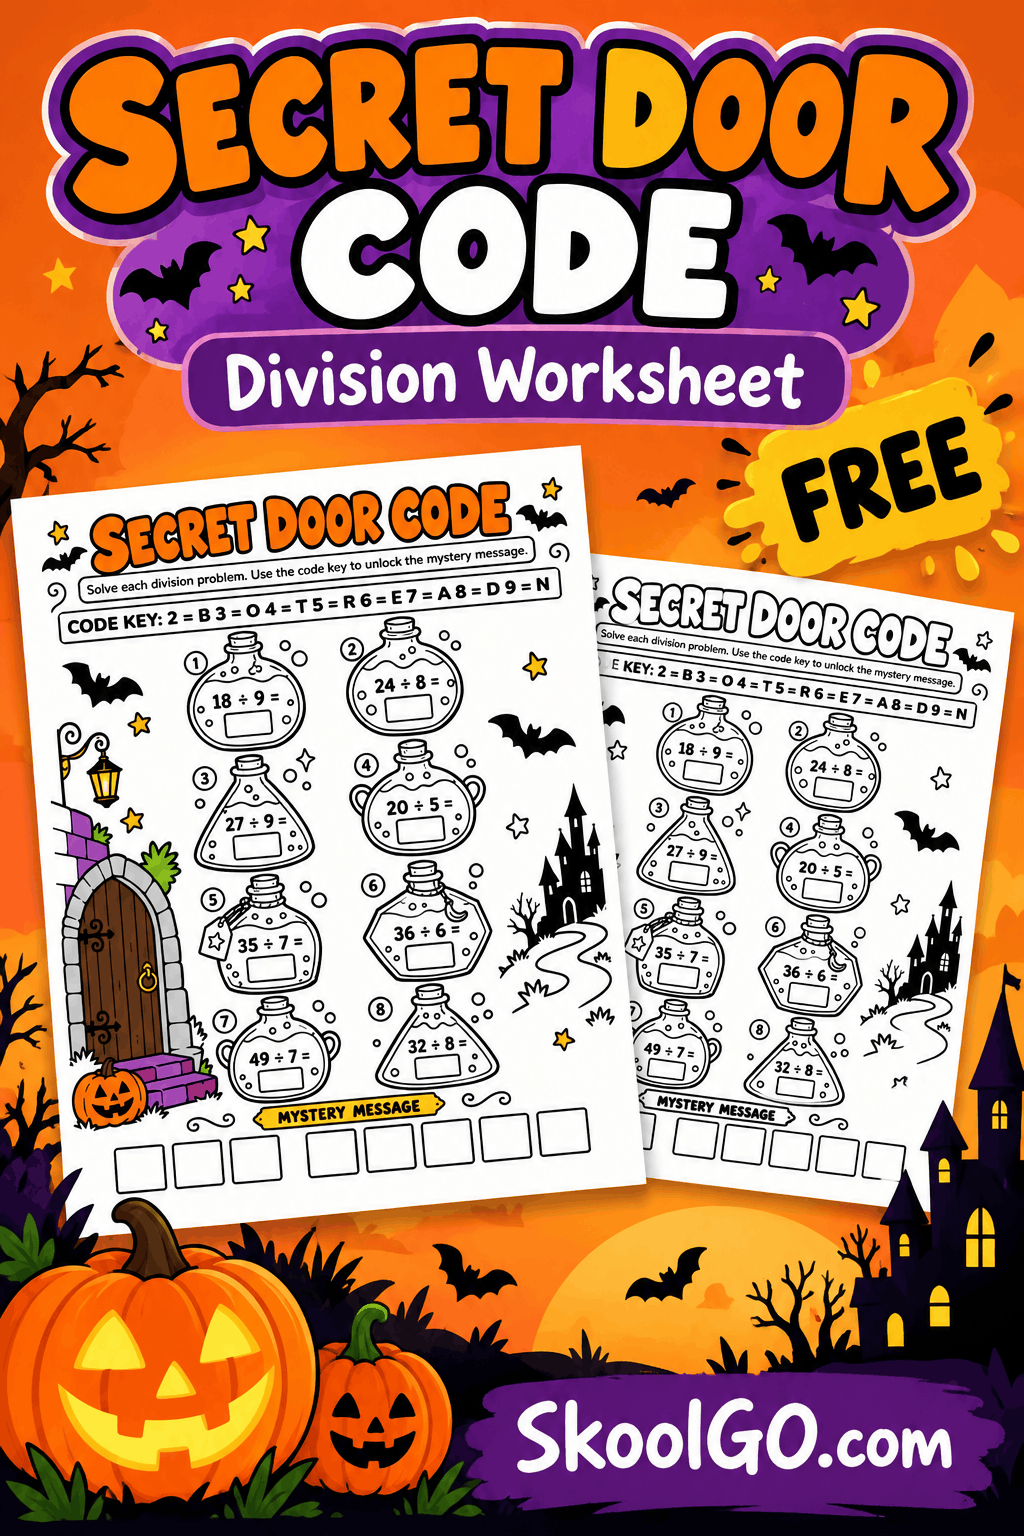 SECRET DOOR
CODE
Division Worksheet
FREE
SECRET DOOR CODE
Solve each division problem. Use the code key to unlock the mystery message.
CODE KEY: 2 = B 3 = O 4 = T 5 = R 6 = E 7 = A 8 = D 9 = N
1
18 ÷ 9 =
2
24 ÷ 8 =
3
27 ÷ 9 =
4
20 ÷ 5 =
5
35 ÷ 7 =
6
36 ÷ 6 =
7
49 ÷ 7 =
8
32 ÷ 8 =
MYSTERY MESSAGE
SECRET DOOR CODE
Solve each division problem. Use the code key to unlock the mystery message.
E KEY: 2 = B 3 = O 4 = T 5 = R 6 = E 7 = A 8 = D 9 = N
1
18 ÷ 9 =
2
24 ÷ 8 =
3
27 ÷ 9 =
4
20 ÷ 5 =
5
35 ÷ 7 =
6
36 ÷ 6 =
7
49 ÷ 7 =
8
32 ÷ 8 =
MYSTERY MESSAGE
SkoolGO.com